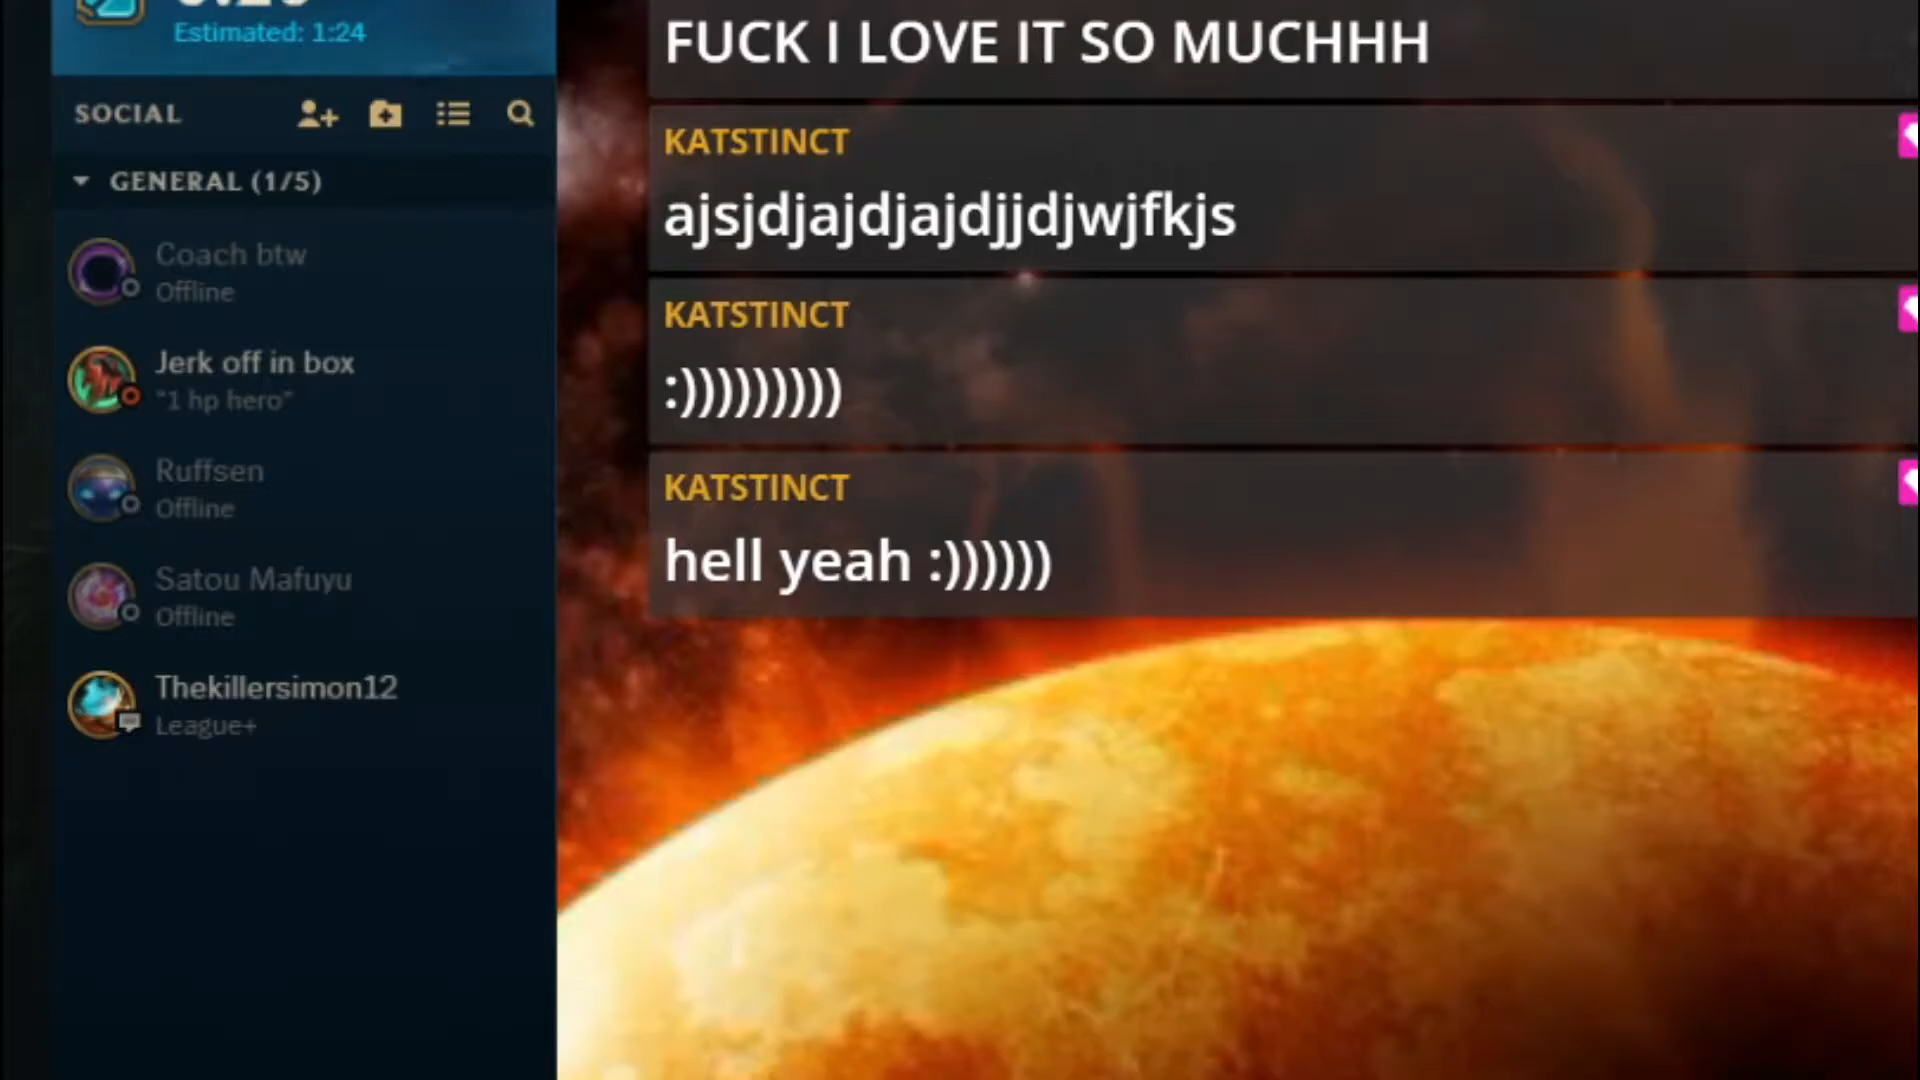 Estimated: 1:24
SOCIAL
GENERAL (1/5)
Coach btw
Offline
Jerk off in box
"1 hp hero"
Ruffsen
Offline
Satou Mafuyu
Offline
Thekillersimon12
League+
FUCK I LOVE IT SO MUCHHH
KATSTINCT
ajsjdjajdjajdjjdjwjfkjs
KATSTINCT
:))))))))))
KATSTINCT
hell yeah :))))))